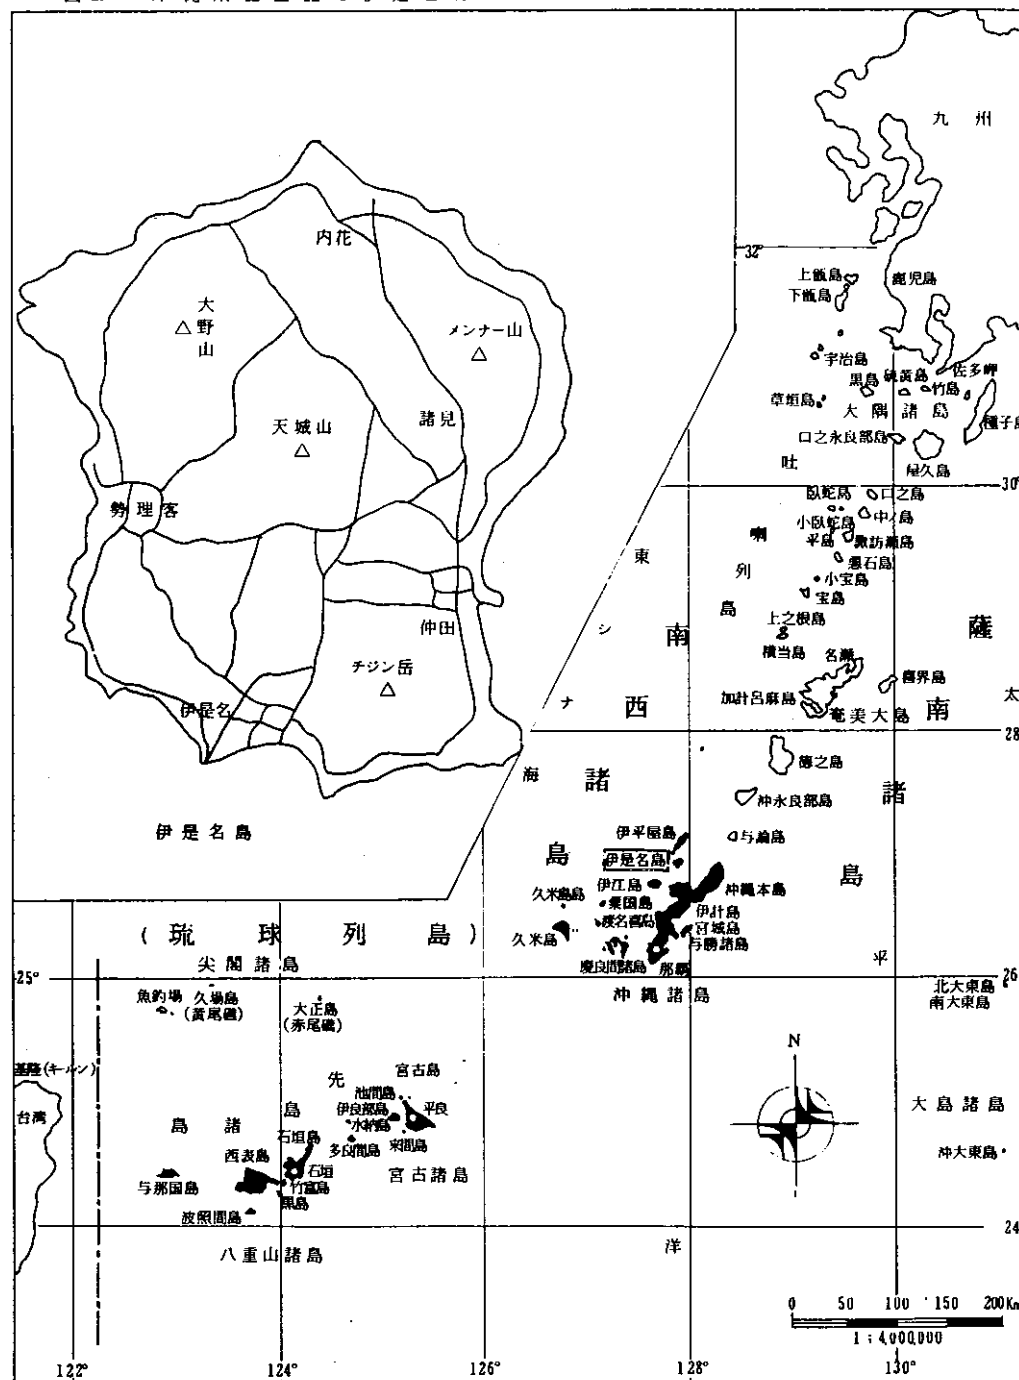 九州
内花
大野山
メンナー山
諸見
天城山
勢理客
仲田
チジン岳
伊是名
伊是名島
32°
上甑島
鹿児島
下甑島
宇治島
黒島
硫黄島
佐多岬
竹島
草垣島
大隅諸島
種子島
口之永良部島
屋久島
吐
30°
臥蛇島
口之島
小臥蛇島
中ノ島
平島
諏訪瀬島
悪石島
喇
列
島
小宝島
宝島
東
シ
ナ
海
上之根島
横当島
名瀬
喜界島
加計呂麻島
奄美大島
南
西
諸
島
薩
南
諸
島
太
平
洋
28
徳之島
沖永良部島
与論島
伊平屋島
伊是名島
伊江島
沖縄本島
粟国島
久米島島
渡名喜島
伊計島
宮城島
与勝諸島
久米島
慶良間諸島
那覇
沖縄諸島
(琉球列島)
尖閣諸島
25°
26
北大東島
南大東島
魚釣場
久場島
(黄尾礁)
大正島
(赤尾礁)
N
基隆(キールン)
台湾
先
島
諸
島
宮古島
池間島
伊良部島
平良
水納島
来間島
多良間島
宮古諸島
大島諸島
沖大東島
石垣島
西表島
石垣
竹富島
黒島
与那国島
波照間島
八重山諸島
24
0 50 100 150 200Km
1:4,000,000
122° 124° 126° 128° 130°